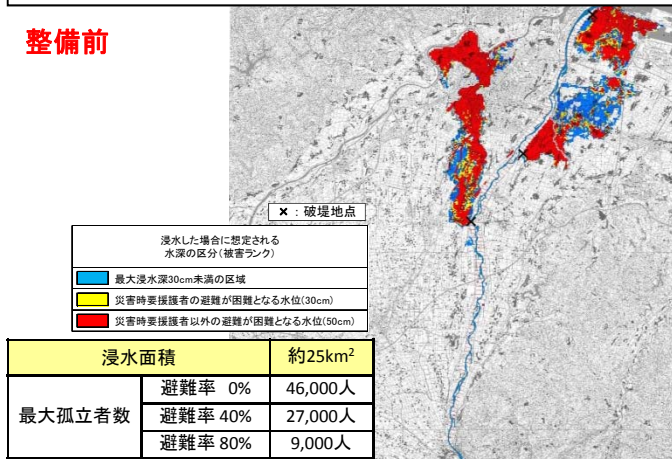 整備前
×：破堤地点
浸水した場合に想定される
水深の区分（被害ランク）
最大浸水深30cm未満の区域
災害時要援護者の避難が困難となる水位(30cm)
災害時要援護者以外の避難が困難となる水位(50cm)
浸水面積 約25km²
最大孤立者数 避難率 0% 46,000人
避難率 40% 27,000人
避難率 80% 9,000人